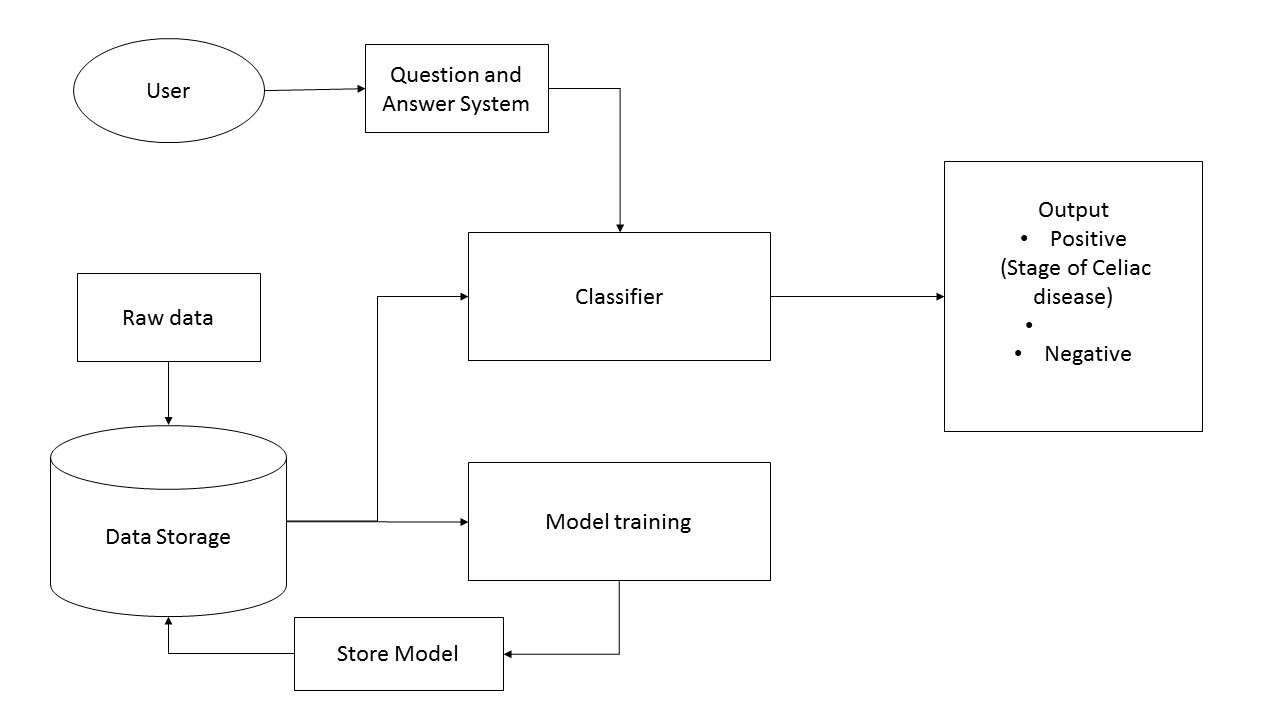 User
Question and
Answer System
Output
• Positive
(Stage of Celiac
disease)
•
• Negative
Classifier
Raw data
Model training
Data Storage
Store Model